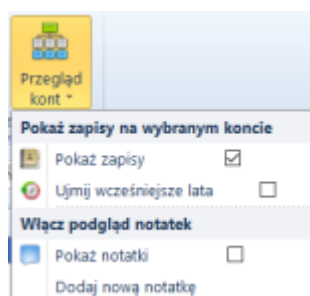 Przegląd
kont
Pokaż zapisy na wybranym koncie
Pokaż zapisy
Ujmij wcześniejsze lata
Włącz podgląd notatek
Pokaż notatki
Dodaj nową notatkę